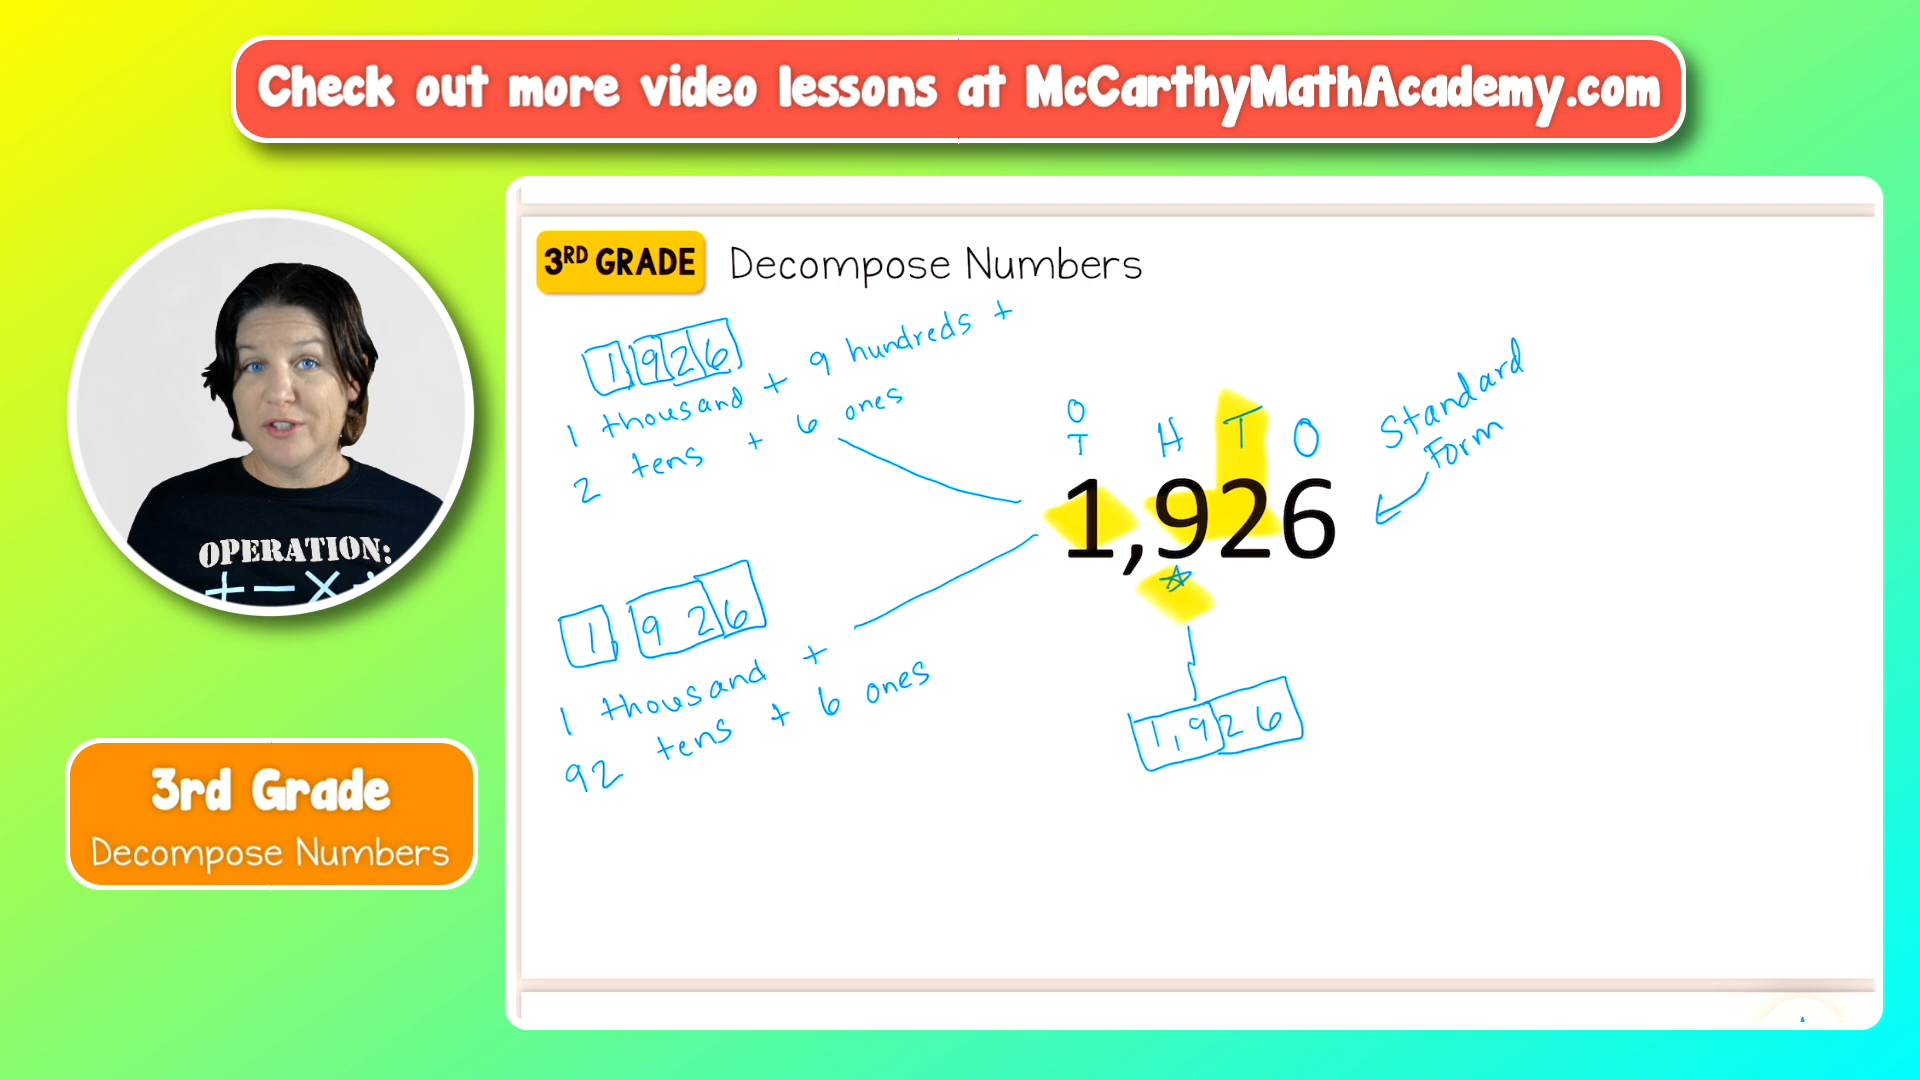 Check out more video lessons at McCarthyMathAcademy.com
3RD GRADE Decompose Numbers
1,926
1 thousand + 9 hundreds +
2 tens + 6 ones
O
T H T O
1,926
Standard
Form
1,926
1 thousand +
92 tens + 6 ones
1,926
OPERATION:
+−×÷
3rd Grade
Decompose Numbers